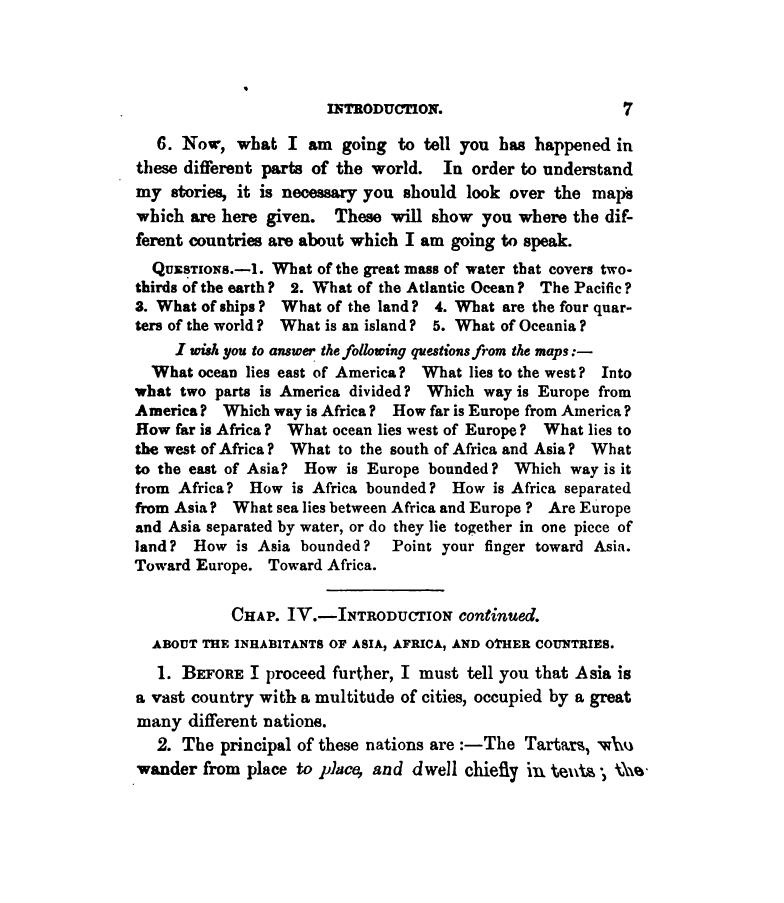 INTRODUCTION. 7
6. Now, what I am going to tell you has happened in
these different parts of the world. In order to understand
my stories, it is necessary you should look over the maps
which are here given. These will show you where the dif-
ferent countries are about which I am going to speak.
QUESTIONS.—1. What of the great mass of water that covers two-
thirds of the earth? 2. What of the Atlantic Ocean? The Pacific?
3. What of ships? What of the land? 4. What are the four quar-
ters of the world? What is an island? 5. What of Oceania?
I wish you to answer the following questions from the maps:—
What ocean lies east of America? What lies to the west? Into
what two parts is America divided? Which way is Europe from
America? Which way is Africa? How far is Europe from America?
How far is Africa? What ocean lies west of Europe? What lies to
the west of Africa? What to the south of Africa and Asia? What
to the east of Asia? How is Europe bounded? Which way is it
from Africa? How is Africa bounded? How is Africa separated
from Asia? What sea lies between Africa and Europe? Are Europe
and Asia separated by water, or do they lie together in one piece of
land? How is Asia bounded? Point your finger toward Asia.
Toward Europe. Toward Africa.
CHAP. IV.—INTRODUCTION continued.
ABOUT THE INHABITANTS OF ASIA, AFRICA, AND OTHER COUNTRIES.
1. BEFORE I proceed further, I must tell you that Asia is
a vast country with a multitude of cities, occupied by a great
many different nations.
2. The principal of these nations are:—The Tartars, who
wander from place to place, and dwell chiefly in tents; the